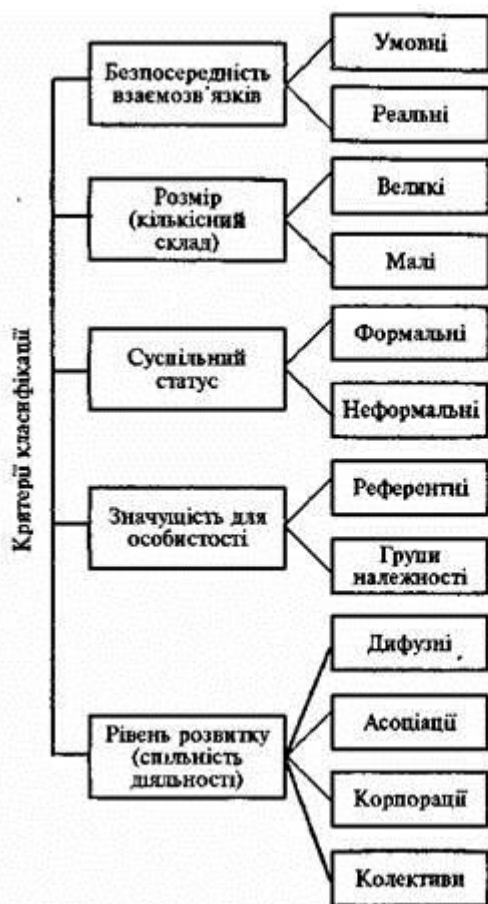 Критерії класифікації
Безпосередність
взаємозв'язків
Умовні
Реальні
Розмір
(кількісний
склад)
Великі
Малі
Суспільний
статус
Формальні
Неформальні
Значущість для
особистості
Референтні
Групи
належності
Рівень розвитку
(спільність
діяльності)
Дифузні
Асоціації
Корпорації
Колективи